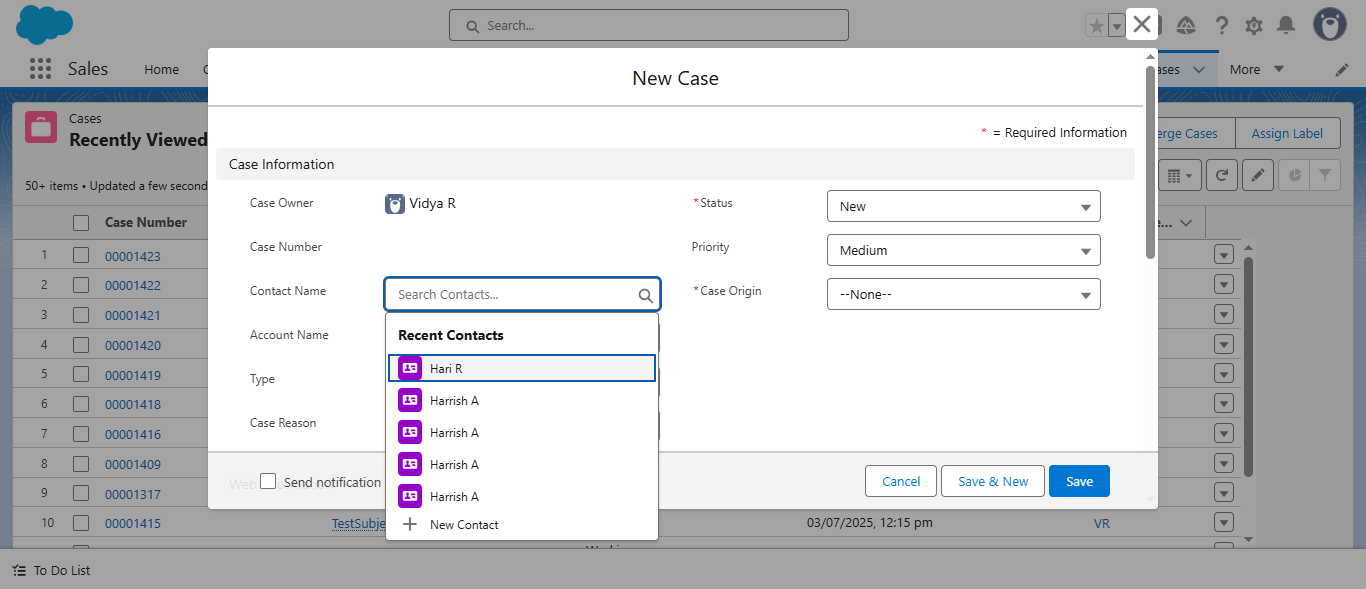 Search...
Sales
Home
More
New Case
* = Required Information
Cases
Recently Viewed
erge Cases
Assign Label
50+ items • Updated a few second
Case Information
Case Owner
Vidya R
*Status
New
Case Number
Priority
Medium
Contact Name
Search Contacts...
*Case Origin
--None--
Account Name
Type
Case Reason
Recent Contacts
Hari R
Harrish A
Harrish A
Harrish A
Harrish A
New Contact
Send notification
Cancel
Save & New
Save
Case Number
1 00001423
2 00001422
3 00001421
4 00001420
5 00001419
6 00001418
7 00001416
8 00001409
9 00001317
10 00001415
TestSubje
03/07/2025, 12:15 pm
VR
To Do List